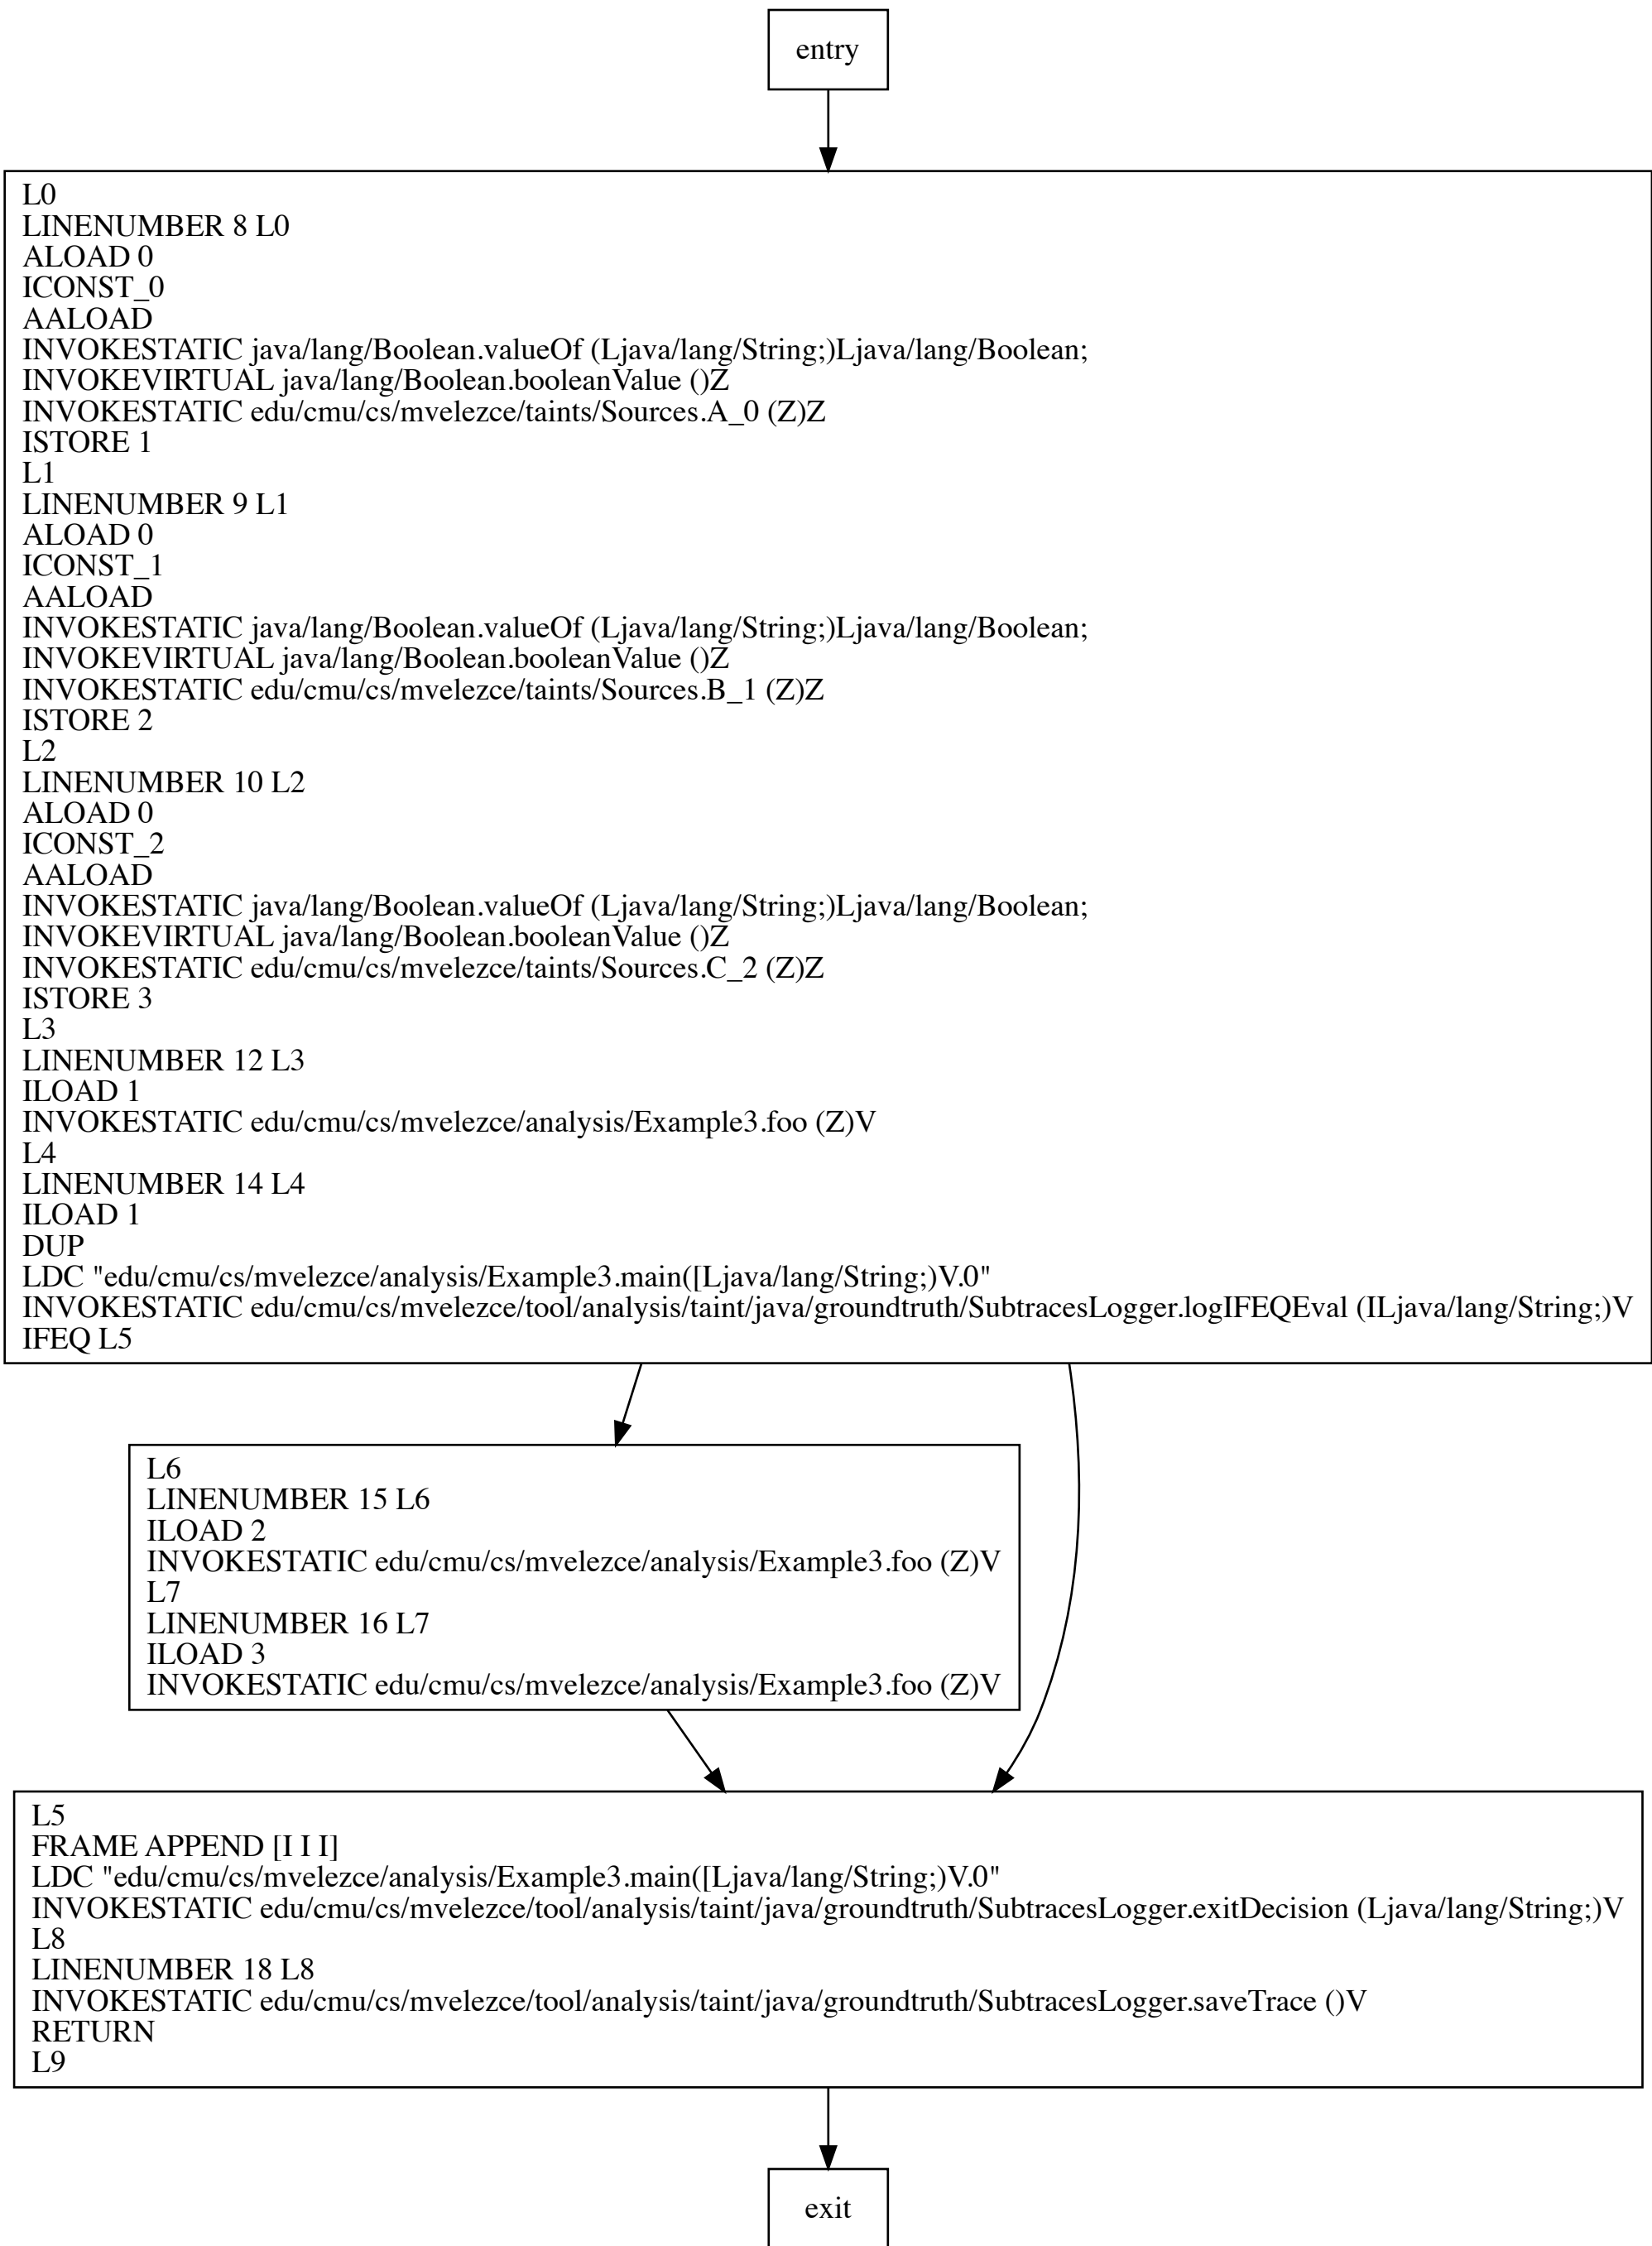 entry
L0
LINENUMBER 8 L0
ALOAD 0
ICONST_0
AALOAD
INVOKESTATIC java/lang/Boolean.valueOf (Ljava/lang/String;)Ljava/lang/Boolean;
INVOKEVIRTUAL java/lang/Boolean.booleanValue ()Z
INVOKESTATIC edu/cmu/cs/mvelezce/taints/Sources.A_0 (Z)Z
ISTORE 1
L1
LINENUMBER 9 L1
ALOAD 0
ICONST_1
AALOAD
INVOKESTATIC java/lang/Boolean.valueOf (Ljava/lang/String;)Ljava/lang/Boolean;
INVOKEVIRTUAL java/lang/Boolean.booleanValue ()Z
INVOKESTATIC edu/cmu/cs/mvelezce/taints/Sources.B_1 (Z)Z
ISTORE 2
L2
LINENUMBER 10 L2
ALOAD 0
ICONST_2
AALOAD
INVOKESTATIC java/lang/Boolean.valueOf (Ljava/lang/String;)Ljava/lang/Boolean;
INVOKEVIRTUAL java/lang/Boolean.booleanValue ()Z
INVOKESTATIC edu/cmu/cs/mvelezce/taints/Sources.C_2 (Z)Z
ISTORE 3
L3
LINENUMBER 12 L3
ILOAD 1
INVOKESTATIC edu/cmu/cs/mvelezce/analysis/Example3.foo (Z)V
L4
LINENUMBER 14 L4
ILOAD 1
DUP
LDC "edu/cmu/cs/mvelezce/analysis/Example3.main([Ljava/lang/String;)V.0"
INVOKESTATIC edu/cmu/cs/mvelezce/tool/analysis/taint/java/groundtruth/SubtracesLogger.logIFEQEval (ILjava/lang/String;)V
IFEQ L5
L6
LINENUMBER 15 L6
ILOAD 2
INVOKESTATIC edu/cmu/cs/mvelezce/analysis/Example3.foo (Z)V
L7
LINENUMBER 16 L7
ILOAD 3
INVOKESTATIC edu/cmu/cs/mvelezce/analysis/Example3.foo (Z)V
L5
FRAME APPEND [I I I]
LDC "edu/cmu/cs/mvelezce/analysis/Example3.main([Ljava/lang/String;)V.0"
INVOKESTATIC edu/cmu/cs/mvelezce/tool/analysis/taint/java/groundtruth/SubtracesLogger.exitDecision (Ljava/lang/String;)V
L8
LINENUMBER 18 L8
INVOKESTATIC edu/cmu/cs/mvelezce/tool/analysis/taint/java/groundtruth/SubtracesLogger.saveTrace ()V
RETURN
L9
exit